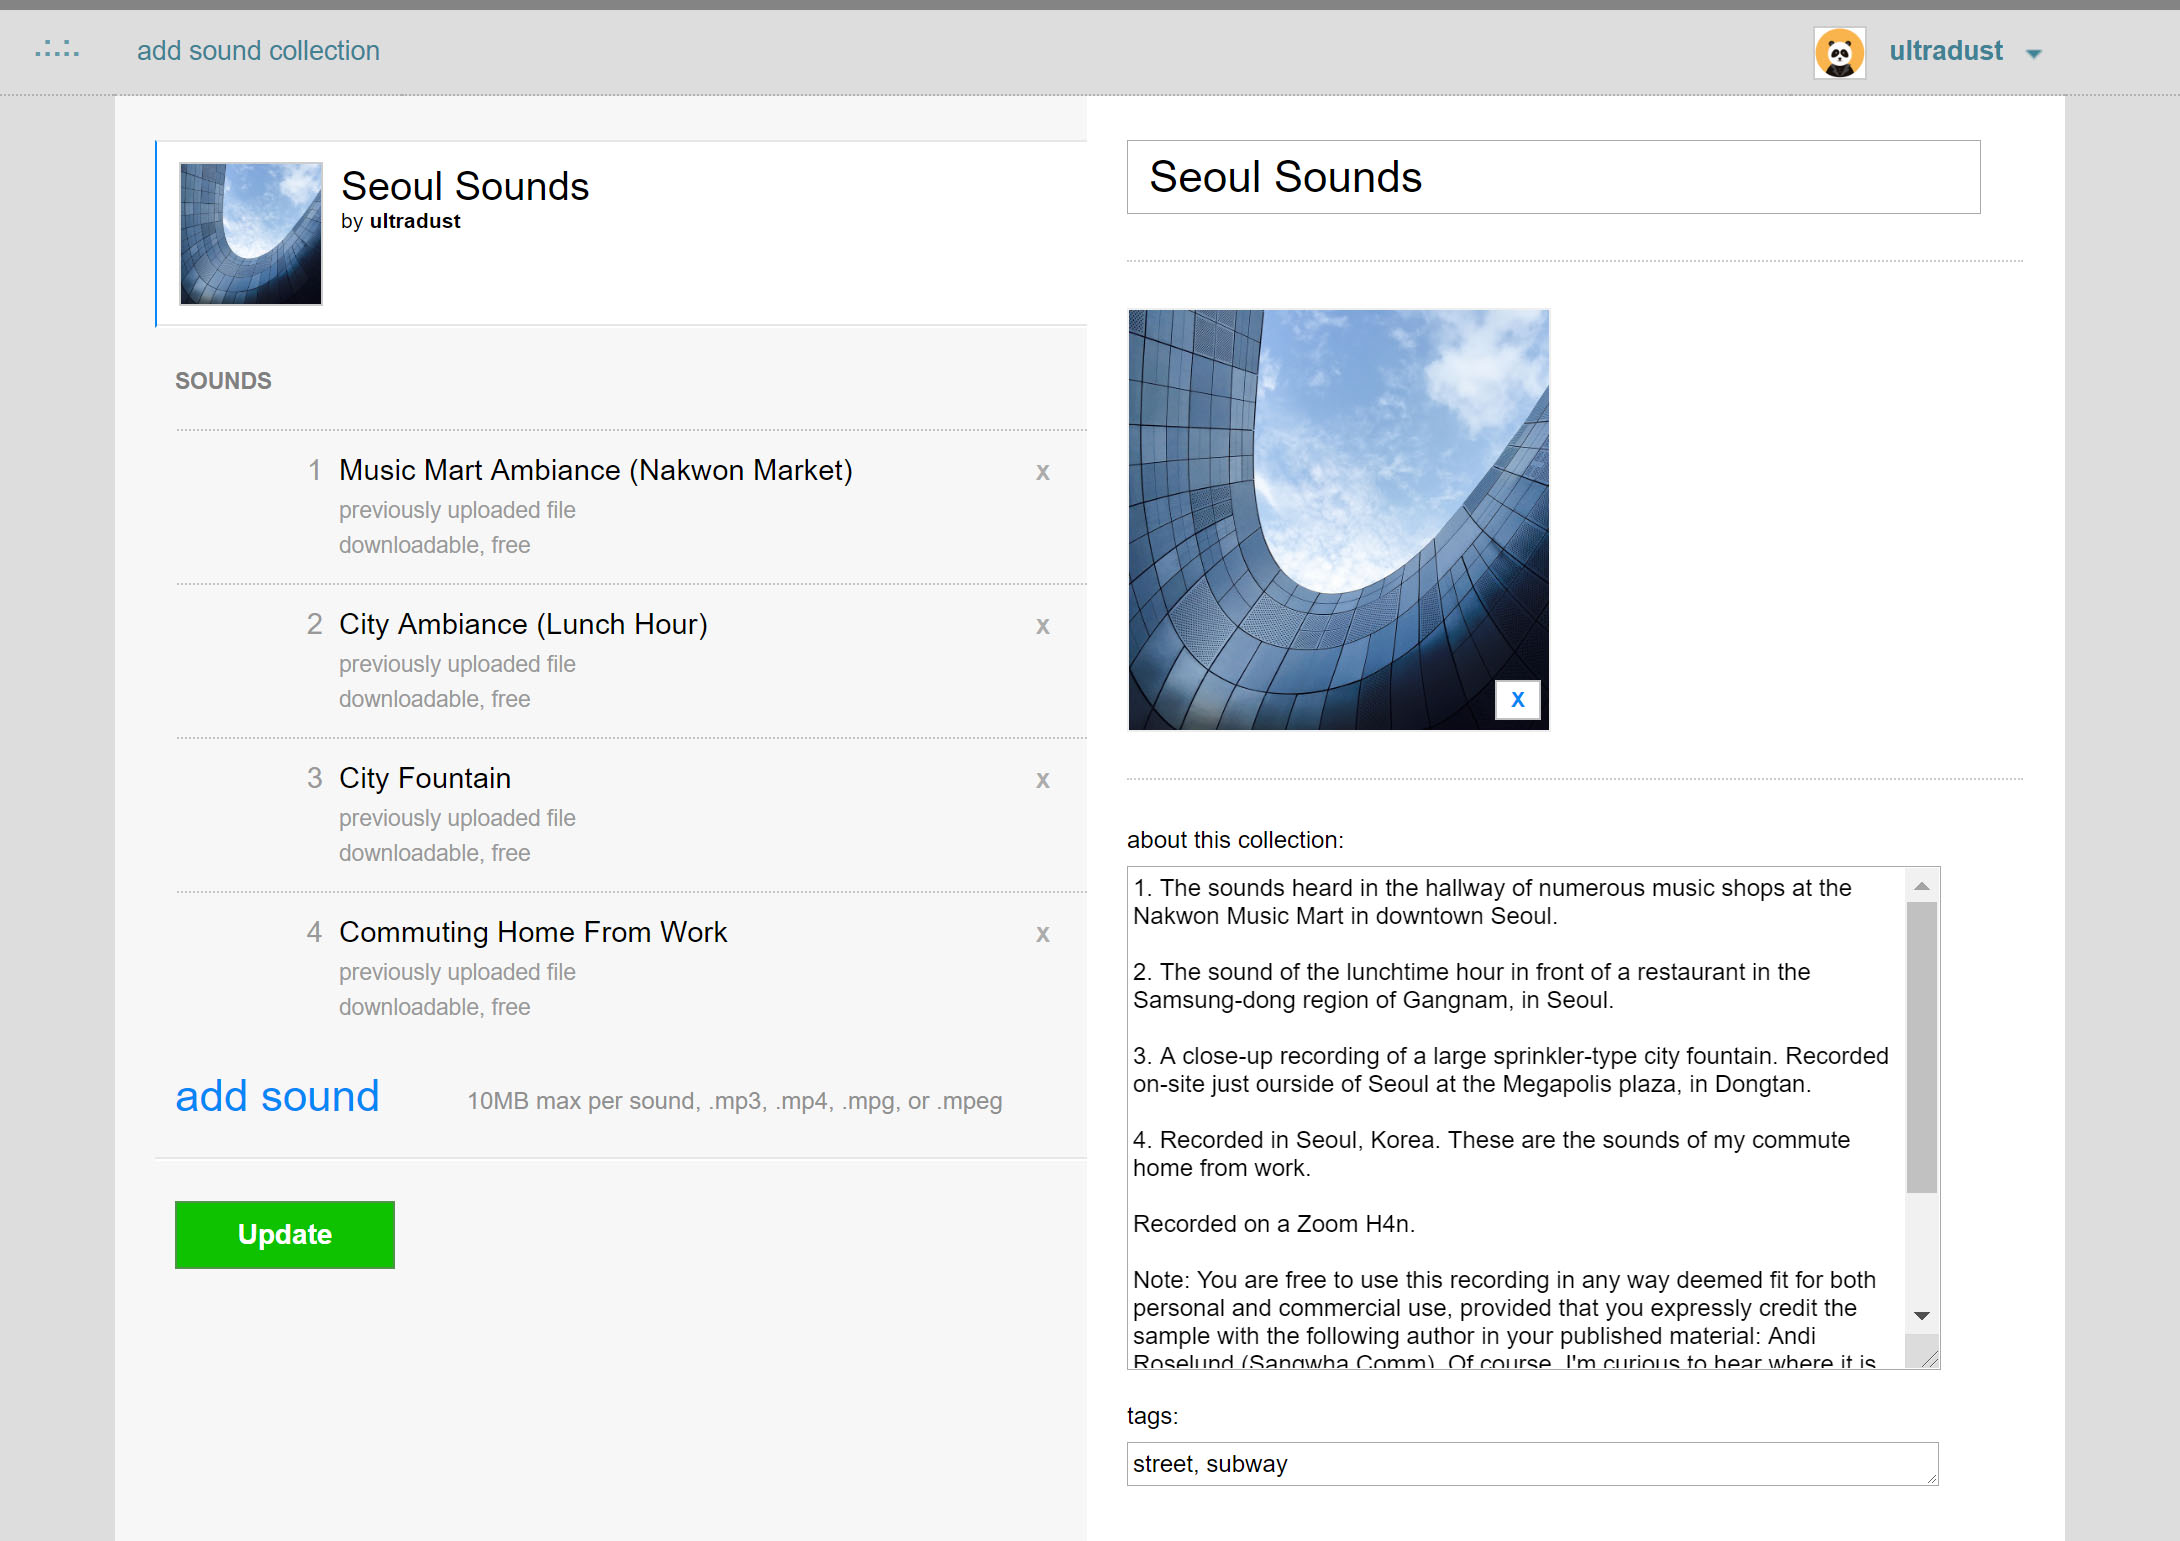 add sound collection
ultradust
Seoul Sounds
by ultradust
SOUNDS
1 Music Mart Ambiance (Nakwon Market) x
previously uploaded file
downloadable, free
2 City Ambiance (Lunch Hour) x
previously uploaded file
downloadable, free
3 City Fountain x
previously uploaded file
downloadable, free
4 Commuting Home From Work x
previously uploaded file
downloadable, free
add sound 10MB max per sound, .mp3, .mp4, .mpg, or .mpeg
Update
Seoul Sounds
X
about this collection:
1. The sounds heard in the hallway of numerous music shops at the
Nakwon Music Mart in downtown Seoul.
2. The sound of the lunchtime hour in front of a restaurant in the
Samsung-dong region of Gangnam, in Seoul.
3. A close-up recording of a large sprinkler-type city fountain. Recorded
on-site just ourside of Seoul at the Megapolis plaza, in Dongtan.
4. Recorded in Seoul, Korea. These are the sounds of my commute
home from work.
Recorded on a Zoom H4n.
Note: You are free to use this recording in any way deemed fit for both
personal and commercial use, provided that you expressly credit the
sample with the following author in your published material: Andi
Roselund (Sangwha Comm). Of course, I'm curious to hear where it is
tags:
street, subway